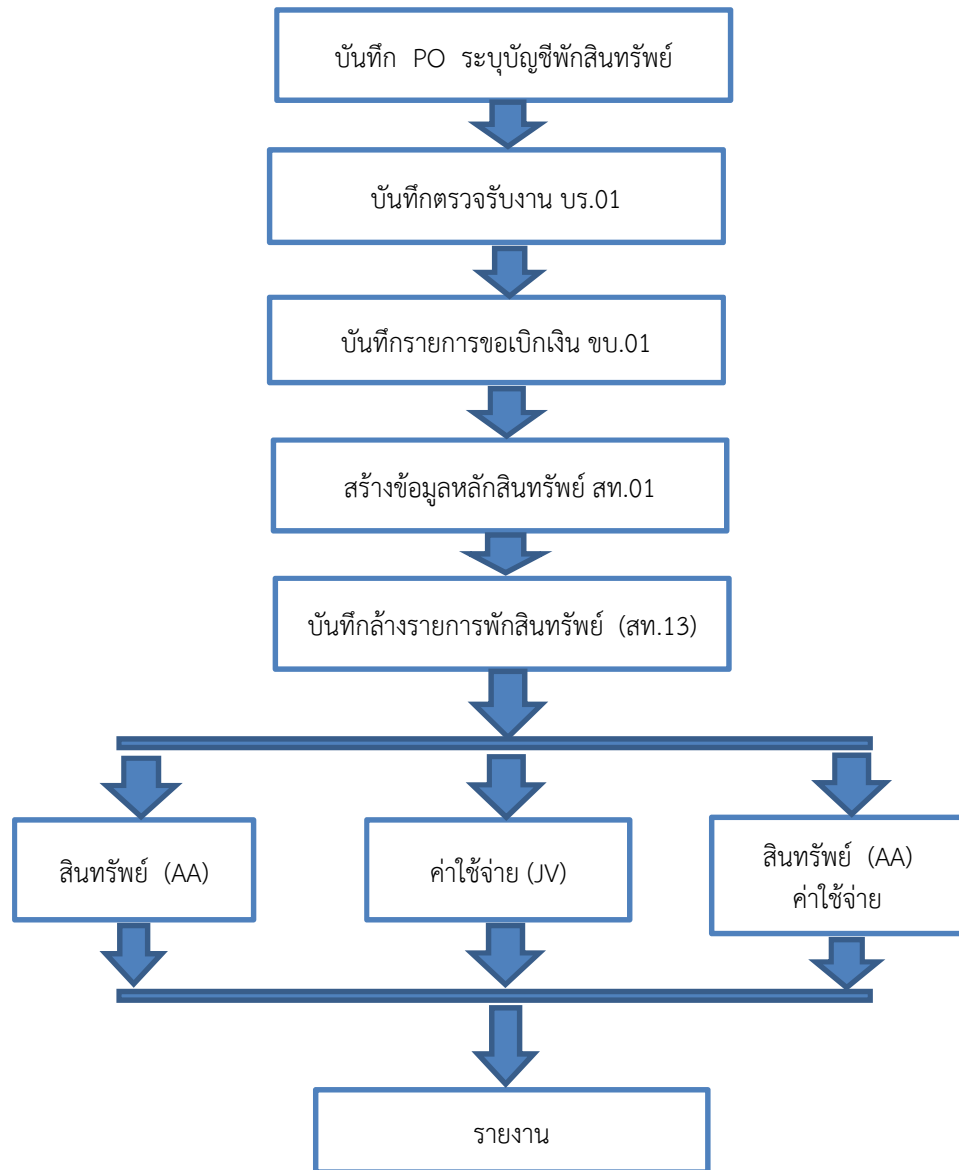 บันทึก PO ระบุบัญชีพักสินทรัพย์
บันทึกตรวจรับงาน บร.01
บันทึกรายการขอเบิกเงิน ขบ.01
สร้างข้อมูลหลักสินทรัพย์ สท.01
บันทึกล้างรายการพักสินทรัพย์ (สท.13)
สินทรัพย์ (AA)
ค่าใช้จ่าย (JV)
สินทรัพย์ (AA)
ค่าใช้จ่าย
รายงาน